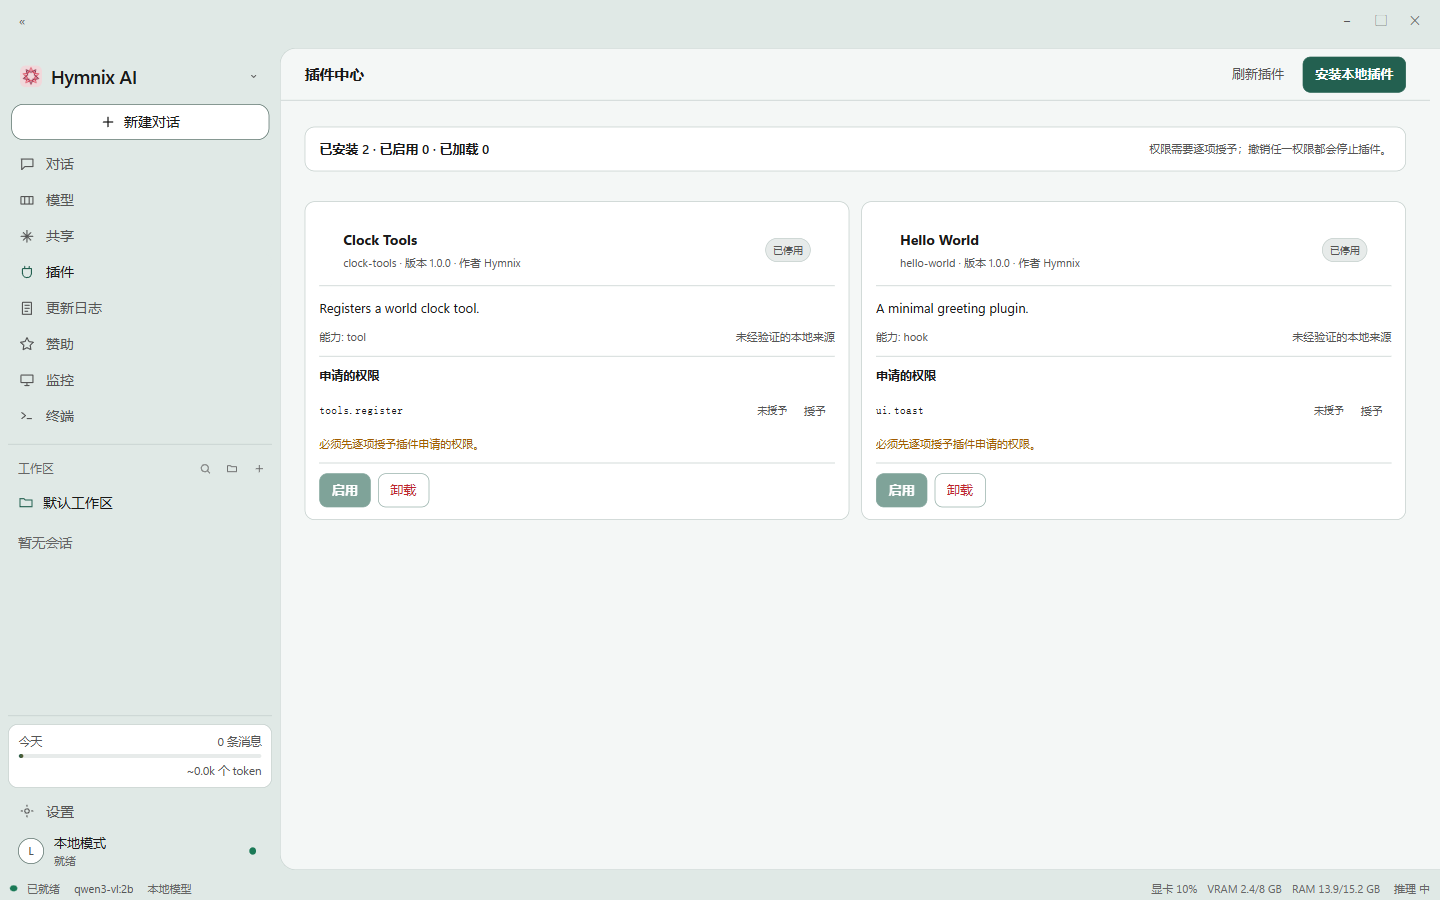 «
Hymnix AI
新建对话
对话
模型
共享
插件
更新日志
赞助
监控
终端
工作区
默认工作区
暂无会话
今天 0 条消息
~0.0k 个 token
设置
L 本地模式
就绪
插件中心 刷新插件 安装本地插件
已安装 2 · 已启用 0 · 已加载 0 权限需要逐项授予；撤销任一权限都会停止插件。
Clock Tools
clock-tools · 版本 1.0.0 · 作者 Hymnix
已停用
Registers a world clock tool.
能力: tool 未经验证的本地来源
申请的权限
tools.register 未授予 授予
必须先逐项授予插件申请的权限。
启用 卸载
Hello World
hello-world · 版本 1.0.0 · 作者 Hymnix
已停用
A minimal greeting plugin.
能力: hook 未经验证的本地来源
申请的权限
ui.toast 未授予 授予
必须先逐项授予插件申请的权限。
启用 卸载
已就绪 qwen3-vl:2b 本地模型 显卡 10% VRAM 2.4/8 GB RAM 13.9/15.2 GB 推理 中